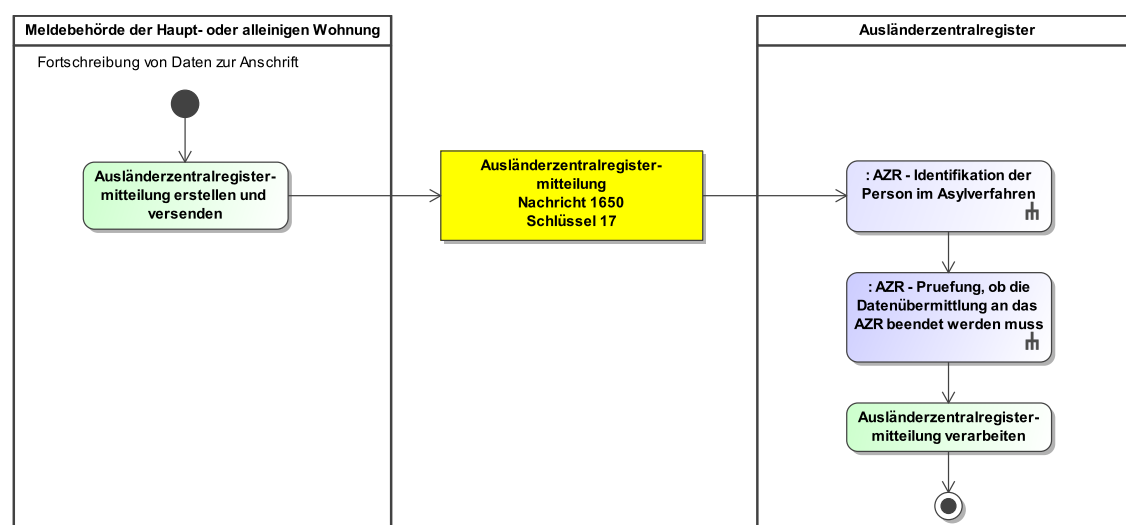 Meldebehörde der Haupt- oder alleinigen Wohnung
Fortschreibung von Daten zur Anschrift
Ausländerzentralregister-
mitteilung erstellen und
versenden
Ausländerzentralregister-
mitteilung
Nachricht 1650
Schlüssel 17
Ausländerzentralregister
: AZR - Identifikation der
Person im Asylverfahren
: AZR - Pruefung, ob die
Datenübermittlung an das
AZR beendet werden muss
Ausländerzentralregister-
mitteilung verarbeiten